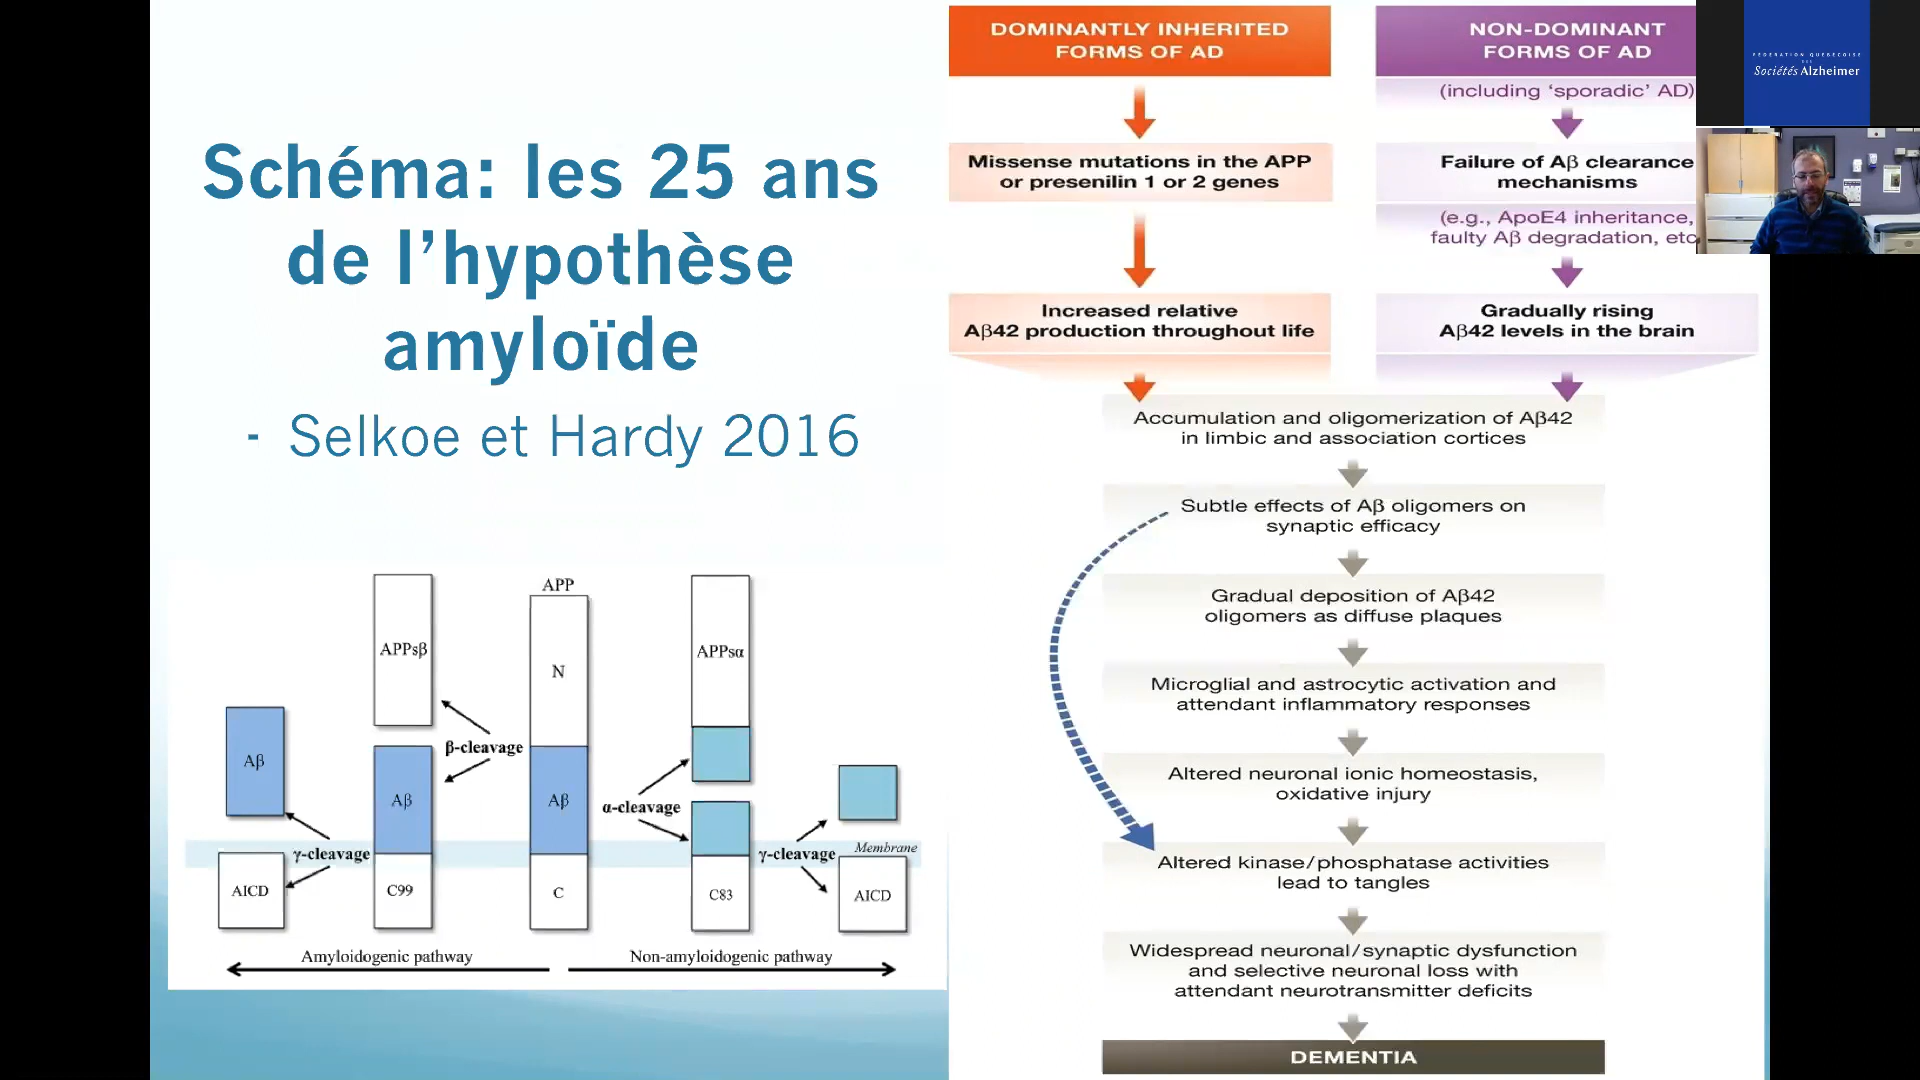 Schéma: les 25 ans
de l’hypothèse
amyloïde
- Selkoe et Hardy 2016
APP
APPsβ
N
APPsα
β-cleavage
Aβ
Aβ
Aβ
α-cleavage
γ-cleavage
γ-cleavage
Membrane
AICD
C99
C
C83
AICD
Amyloidogenic pathway
Non-amyloidogenic pathway
DOMINANTLY INHERITED
FORMS OF AD
Missense mutations in the APP
or presenilin 1 or 2 genes
Increased relative
Aβ42 production throughout life
NON-DOMINANT
FORMS OF AD
(including ‘sporadic’ AD)
Failure of Aβ clearance
mechanisms
(e.g., ApoE4 inheritance,
faulty Aβ degradation, etc
Gradually rising
Aβ42 levels in the brain
Accumulation and oligomerization of Aβ42
in limbic and association cortices
Subtle effects of Aβ oligomers on
synaptic efficacy
Gradual deposition of Aβ42
oligomers as diffuse plaques
Microglial and astrocytic activation and
attendant inflammatory responses
Altered neuronal ionic homeostasis,
oxidative injury
Altered kinase/phosphatase activities
lead to tangles
Widespread neuronal/synaptic dysfunction
and selective neuronal loss with
attendant neurotransmitter deficits
DEMENTIA
FÉDÉRATION QUÉBÉCOISE
DES
Sociétés Alzheimer